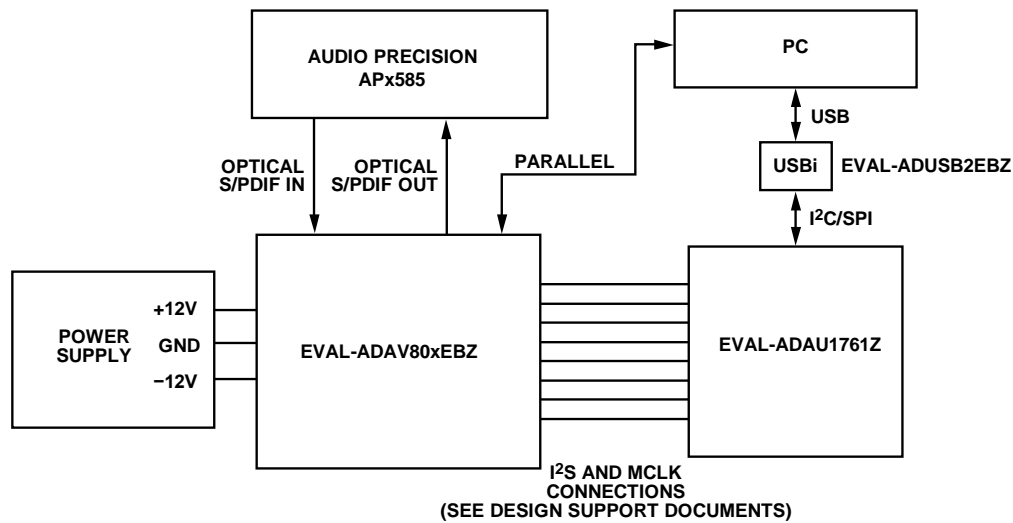 AUDIO PRECISION
APx585
PC
USB
OPTICAL
S/PDIF IN
OPTICAL
S/PDIF OUT
PARALLEL
USBi
EVAL-ADUSB2EBZ
I²C/SPI
+12V
POWER
SUPPLY
GND
−12V
EVAL-ADAV80xEBZ
EVAL-ADAU1761Z
I²S AND MCLK
CONNECTIONS
(SEE DESIGN SUPPORT DOCUMENTS)